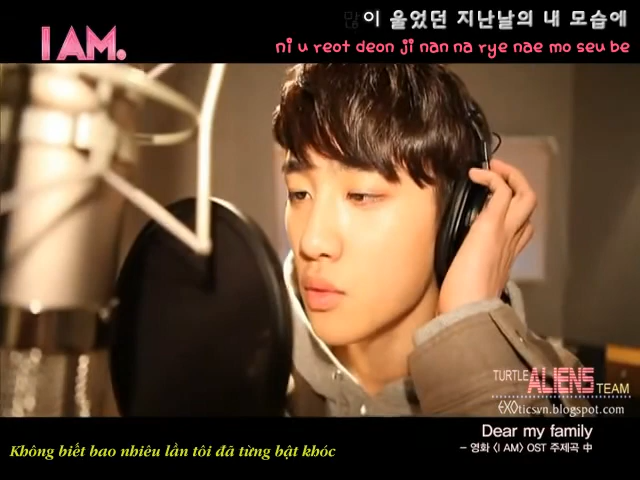 많이 울었던 지난날의 내 모습에
I AM.
ni u reot deon ji nan na rye nae mo seu be
TURTLE ALIENS TEAM
EXOticsvn.blogspot.com
Dear my family
- 영화 <I AM> OST 주제곡 中
Không biết bao nhiêu lần tôi đã từng bật khóc